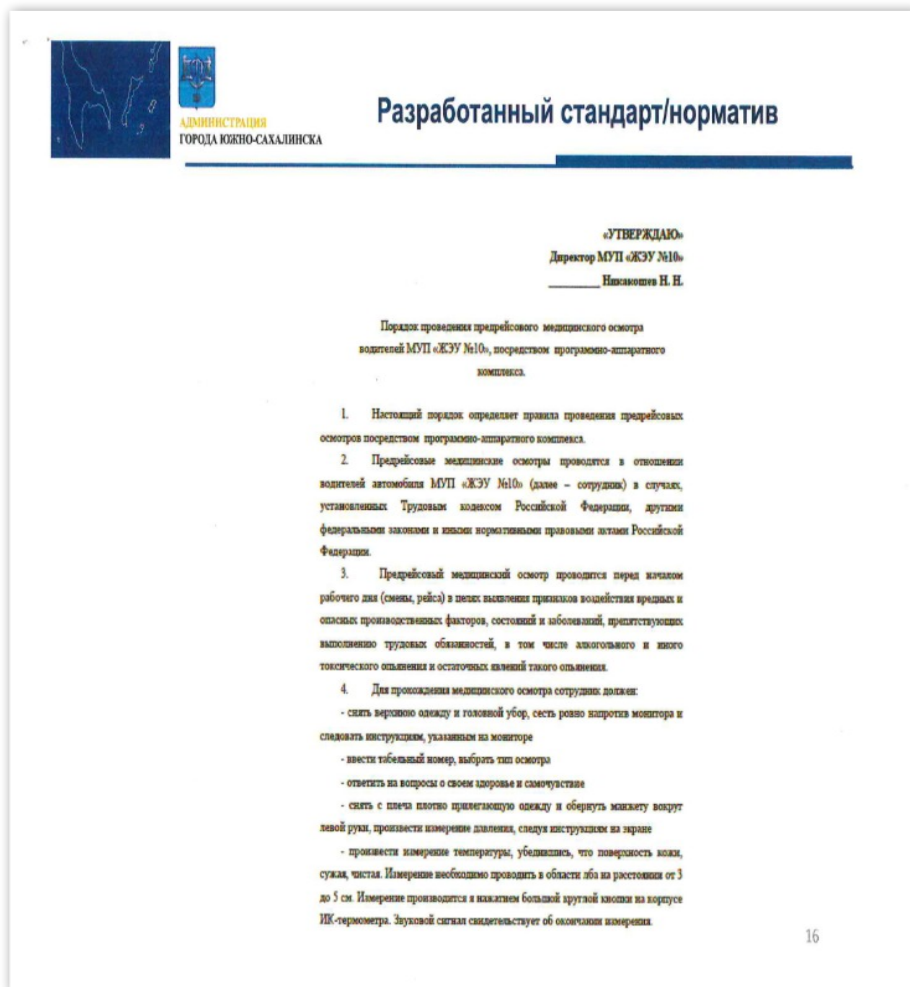 АДМИНИСТРАЦИЯ
ГОРОДА ЮЖНО-САХАЛИНСКА
Разработанный стандарт/норматив
«УТВЕРЖДАЮ»
Директор МУП «ЖЭУ №10»
_________ Никакошев Н. Н.
Порядок проведения предрейсового медицинского осмотра
водителей МУП «ЖЭУ №10», посредством программно-аппаратного
комплекса.
1. Настоящий порядок определяет правила проведения предрейсовых
осмотров посредством программно-аппаратного комплекса.
2. Предрейсовые медицинские осмотры проводятся в отношении
водителей автомобиля МУП «ЖЭУ №10» (далее – сотрудник) в случаях,
установленных Трудовым кодексом Российской Федерации, другими
федеральными законами и иными нормативными правовыми актами Российской
Федерации.
3. Предрейсовый медицинский осмотр проводится перед началом
рабочего дня (смены, рейса) в целях выявления признаков воздействия вредных и
опасных производственных факторов, состояний и заболеваний, препятствующих
выполнению трудовых обязанностей, в том числе алкогольного и иного
токсического опьянения и остаточных явлений такого опьянения.
4. Для прохождения медицинского осмотра сотрудник должен:
- снять верхнюю одежду и головной убор, сесть ровно напротив монитора и
следовать инструкциям, указанным на мониторе
- ввести табельный номер, выбрать тип осмотра
- ответить на вопросы о своем здоровье и самочувствие
- снять с плеча плотно прилегающую одежду и обернуть манжету вокруг
левой руки, произвести измерение давления, следуя инструкциям на экране
- произвести измерение температуры, убедившись, что поверхность кожи,
сухая, чистая. Измерение необходимо проводить в области лба на расстоянии от 3
до 5 см. Измерение производится я нажатием большой круглой кнопки на корпусе
ИК-термометра. Звуковой сигнал свидетельствует об окончании измерения.
16